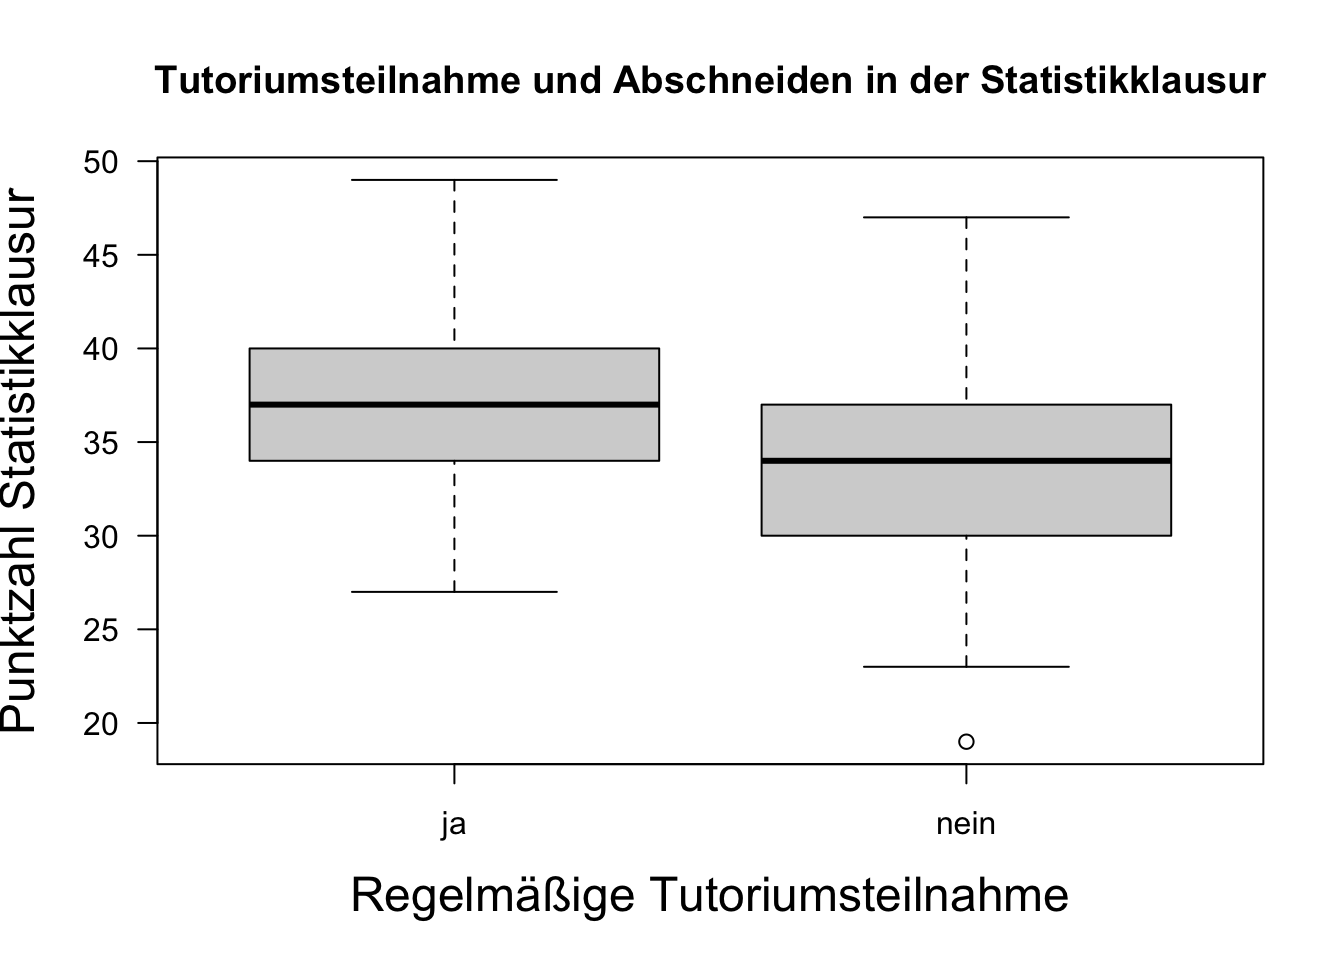 Tutoriumsteilnahme und Abschneiden in der Statistikklausur
Punktzahl Statistikklausur
50
45
40
35
30
25
20
ja
nein
Regelmäßige Tutoriumsteilnahme